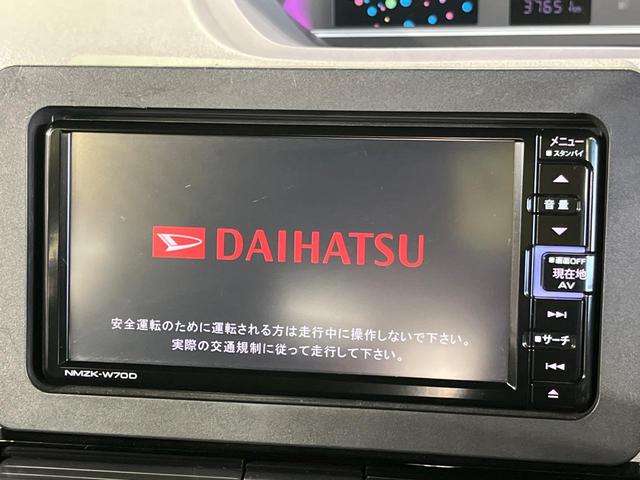 37651km
メニュー
■スタンバイ
音量
DAIHATSU
■画面OFF
現在地
AV
安全運転のために運転される方は走行中に操作しないで下さい。
実際の交通規制に従って走行して下さい。
■サーチ
NMZK-W70D